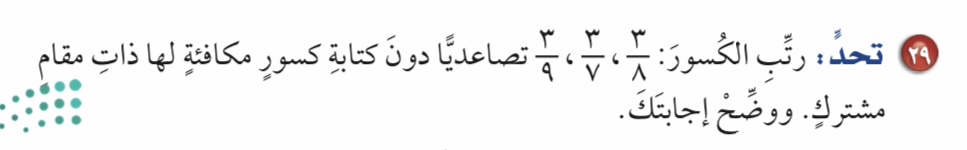 ٢٩ تحدٍّ: رتِّبِ الكُسورَ: ٣/٨ ، ٣/٧ ، ٣/٩ تصاعديًّا دونَ كتابةِ كسورٍ مكافئةٍ لها ذاتِ مقامٍ
مشتركٍ. ووضِّحْ إجابتَكَ.